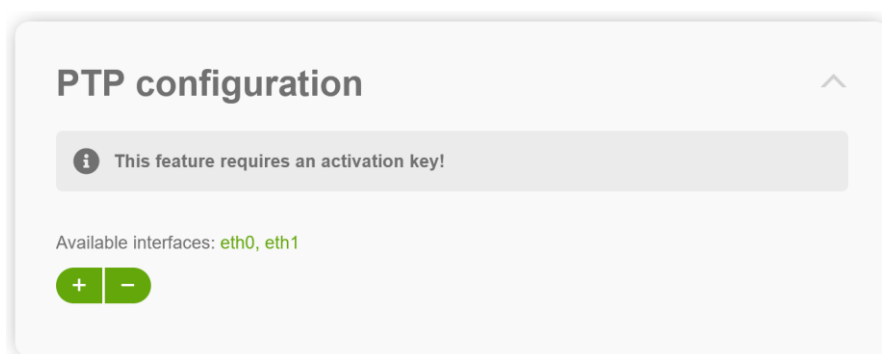 PTP configuration
This feature requires an activation key!
Available interfaces: eth0, eth1
+ −